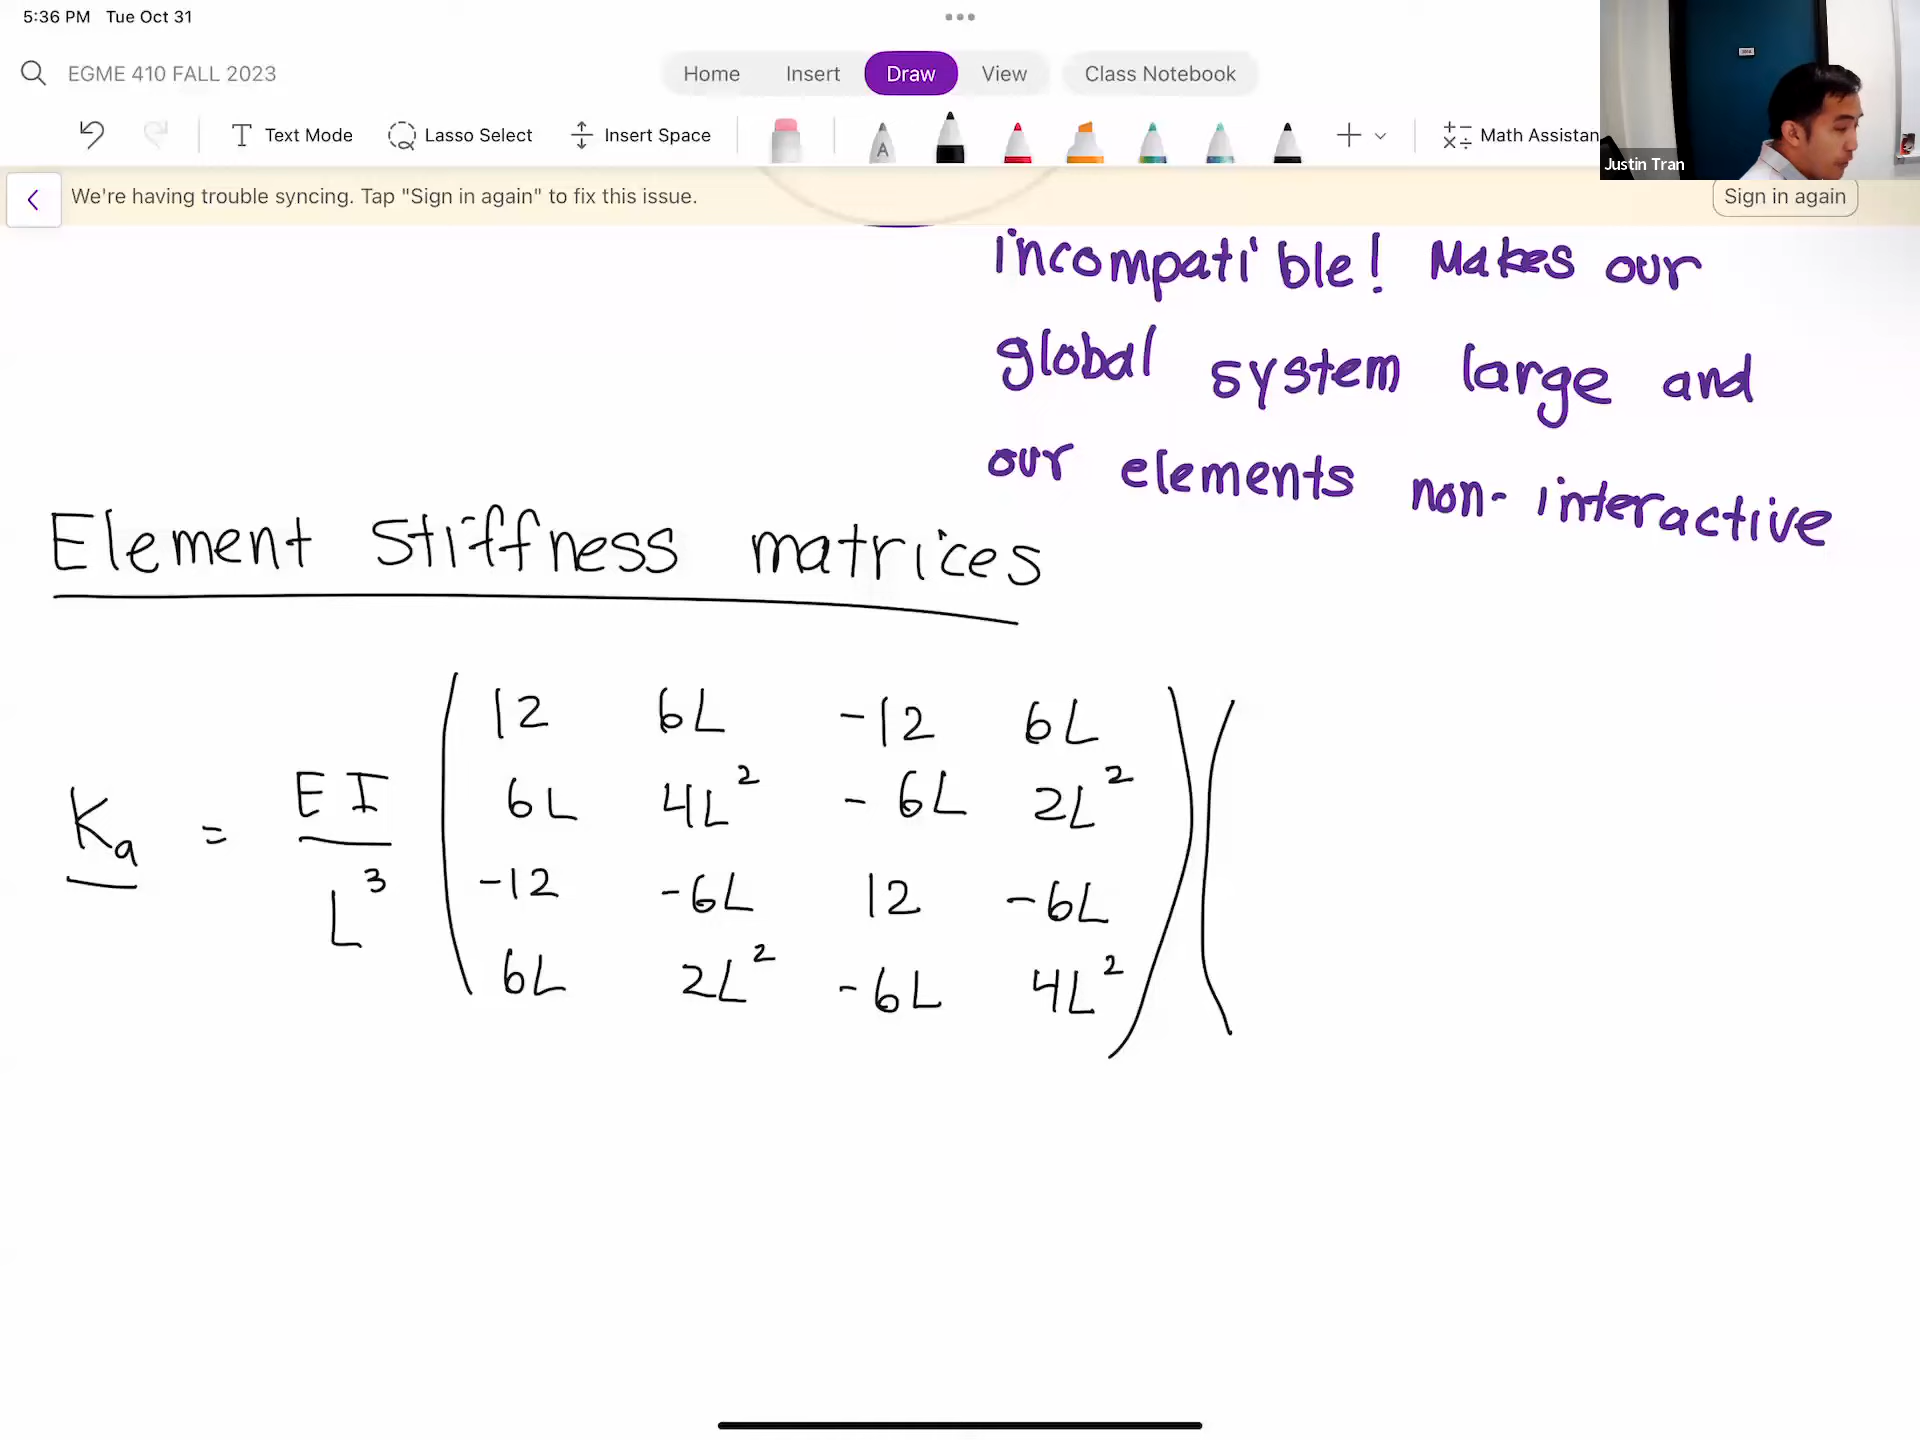 5:36 PM Tue Oct 31
EGME 410 FALL 2023
Home Insert Draw View Class Notebook
Text Mode Lasso Select Insert Space A Math Assistan
Justin Tran
We're having trouble syncing. Tap "Sign in again" to fix this issue. Sign in again
incompatible! Makes our
global system large and
our elements non-interactive
Element Stiffness matrices
12 6L -12 6L
6L 4L² -6L 2L²
Ka = EI/L³
-12 -6L 12 -6L
6L 2L² -6L 4L²